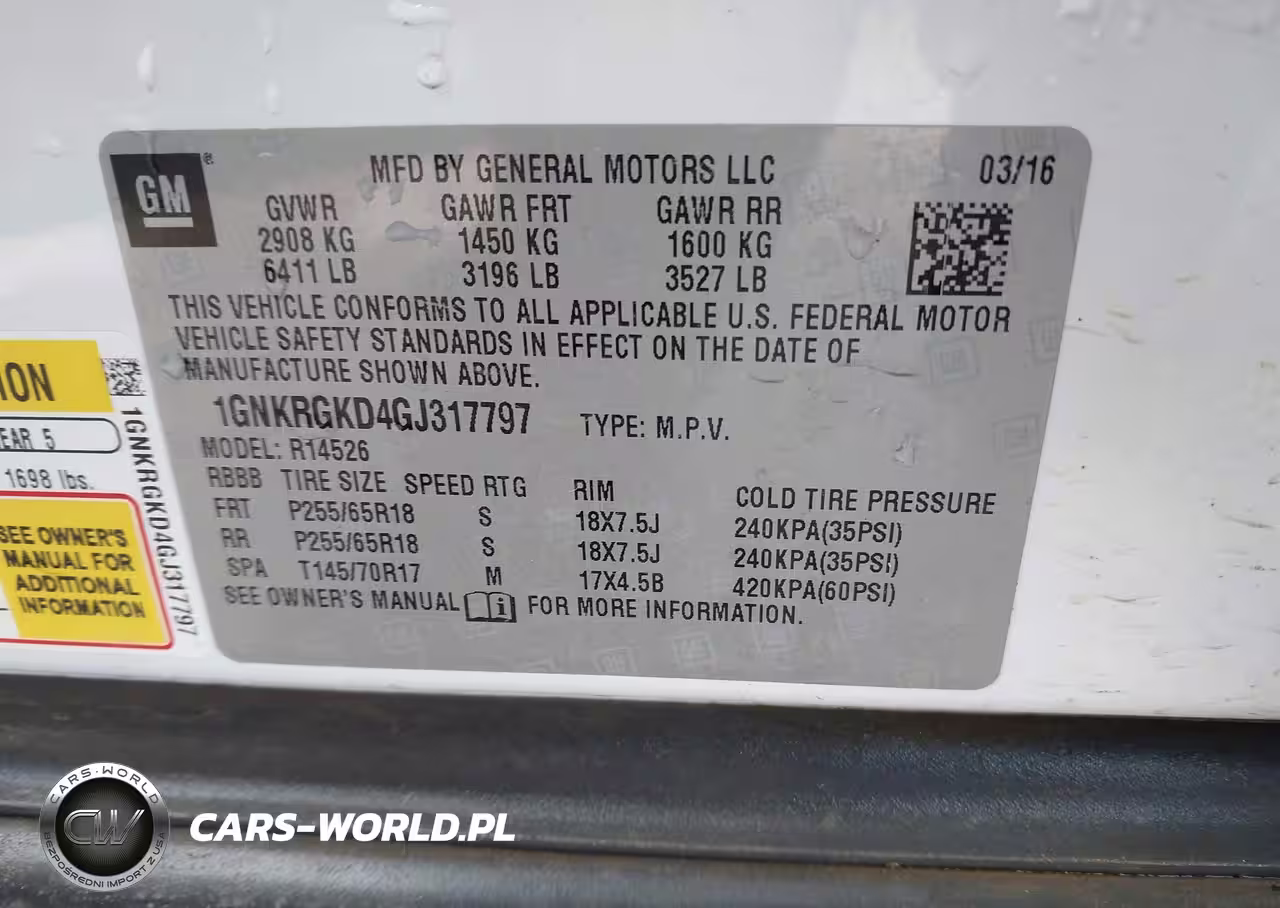 GM
®
MFD BY GENERAL MOTORS LLC 03/16
GVWR GAWR FRT GAWR RR
2908 KG 1450 KG 1600 KG
6411 LB 3196 LB 3527 LB
THIS VEHICLE CONFORMS TO ALL APPLICABLE U.S. FEDERAL MOTOR
VEHICLE SAFETY STANDARDS IN EFFECT ON THE DATE OF
MANUFACTURE SHOWN ABOVE.
1GNKRGKD4GJ317797 TYPE: M.P.V.
MODEL: R14526
RBBB TIRE SIZE SPEED RTG RIM COLD TIRE PRESSURE
FRT P255/65R18 S 18X7.5J 240KPA(35PSI)
RR P255/65R18 S 18X7.5J 240KPA(35PSI)
SPA T145/70R17 M 17X4.5B 420KPA(60PSI)
SEE OWNER'S MANUAL i FOR MORE INFORMATION.
ION
EAR 5
1698 lbs.
SEE OWNER'S
MANUAL FOR
ADDITIONAL
INFORMATION
1GNKRGKD4GJ317797
CARS-WORLD
CW
BEZPOŚREDNI IMPORT Z USA
CARS-WORLD.PL